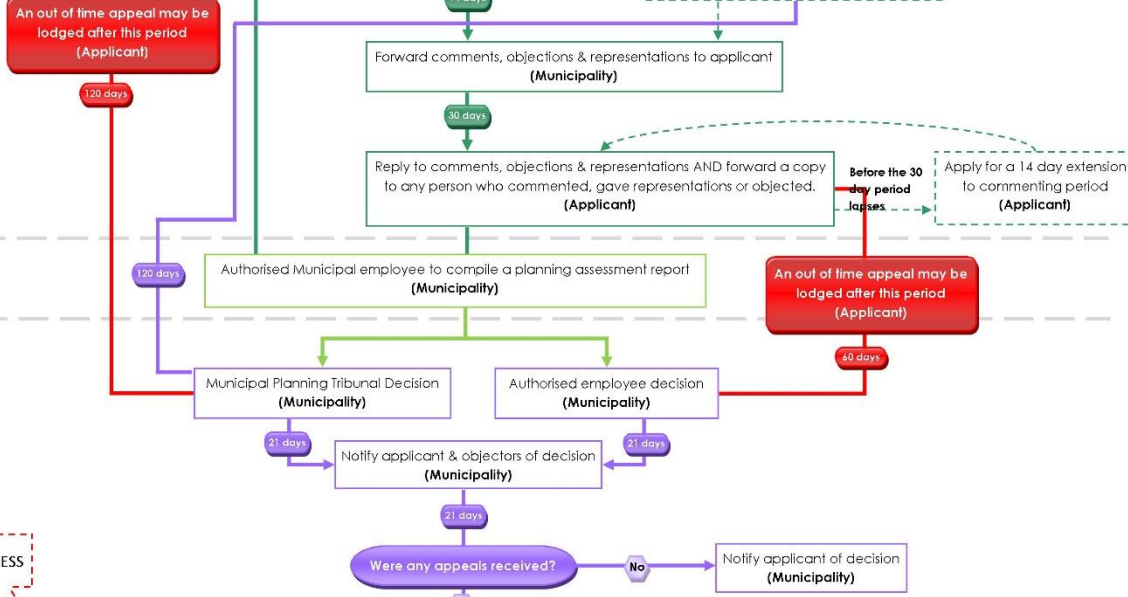 An out of time appeal may be
lodged after this period
(Applicant)
120 days
Forward comments, objections & representations to applicant
(Municipality)
30 days
Reply to comments, objections & representations AND forward a copy
to any person who commented, gave representations or objected.
(Applicant)
Before the 30
day period
lapses
Apply for a 14 day extension
to commenting period
(Applicant)
120 days
Authorised Municipal employee to compile a planning assessment report
(Municipality)
An out of time appeal may be
lodged after this period
(Applicant)
60 days
Municipal Planning Tribunal Decision
(Municipality)
Authorised employee decision
(Municipality)
21 days
21 days
Notify applicant & objectors of decision
(Municipality)
21 days
ESS
Were any appeals received?
No
Notify applicant of decision
(Municipality)